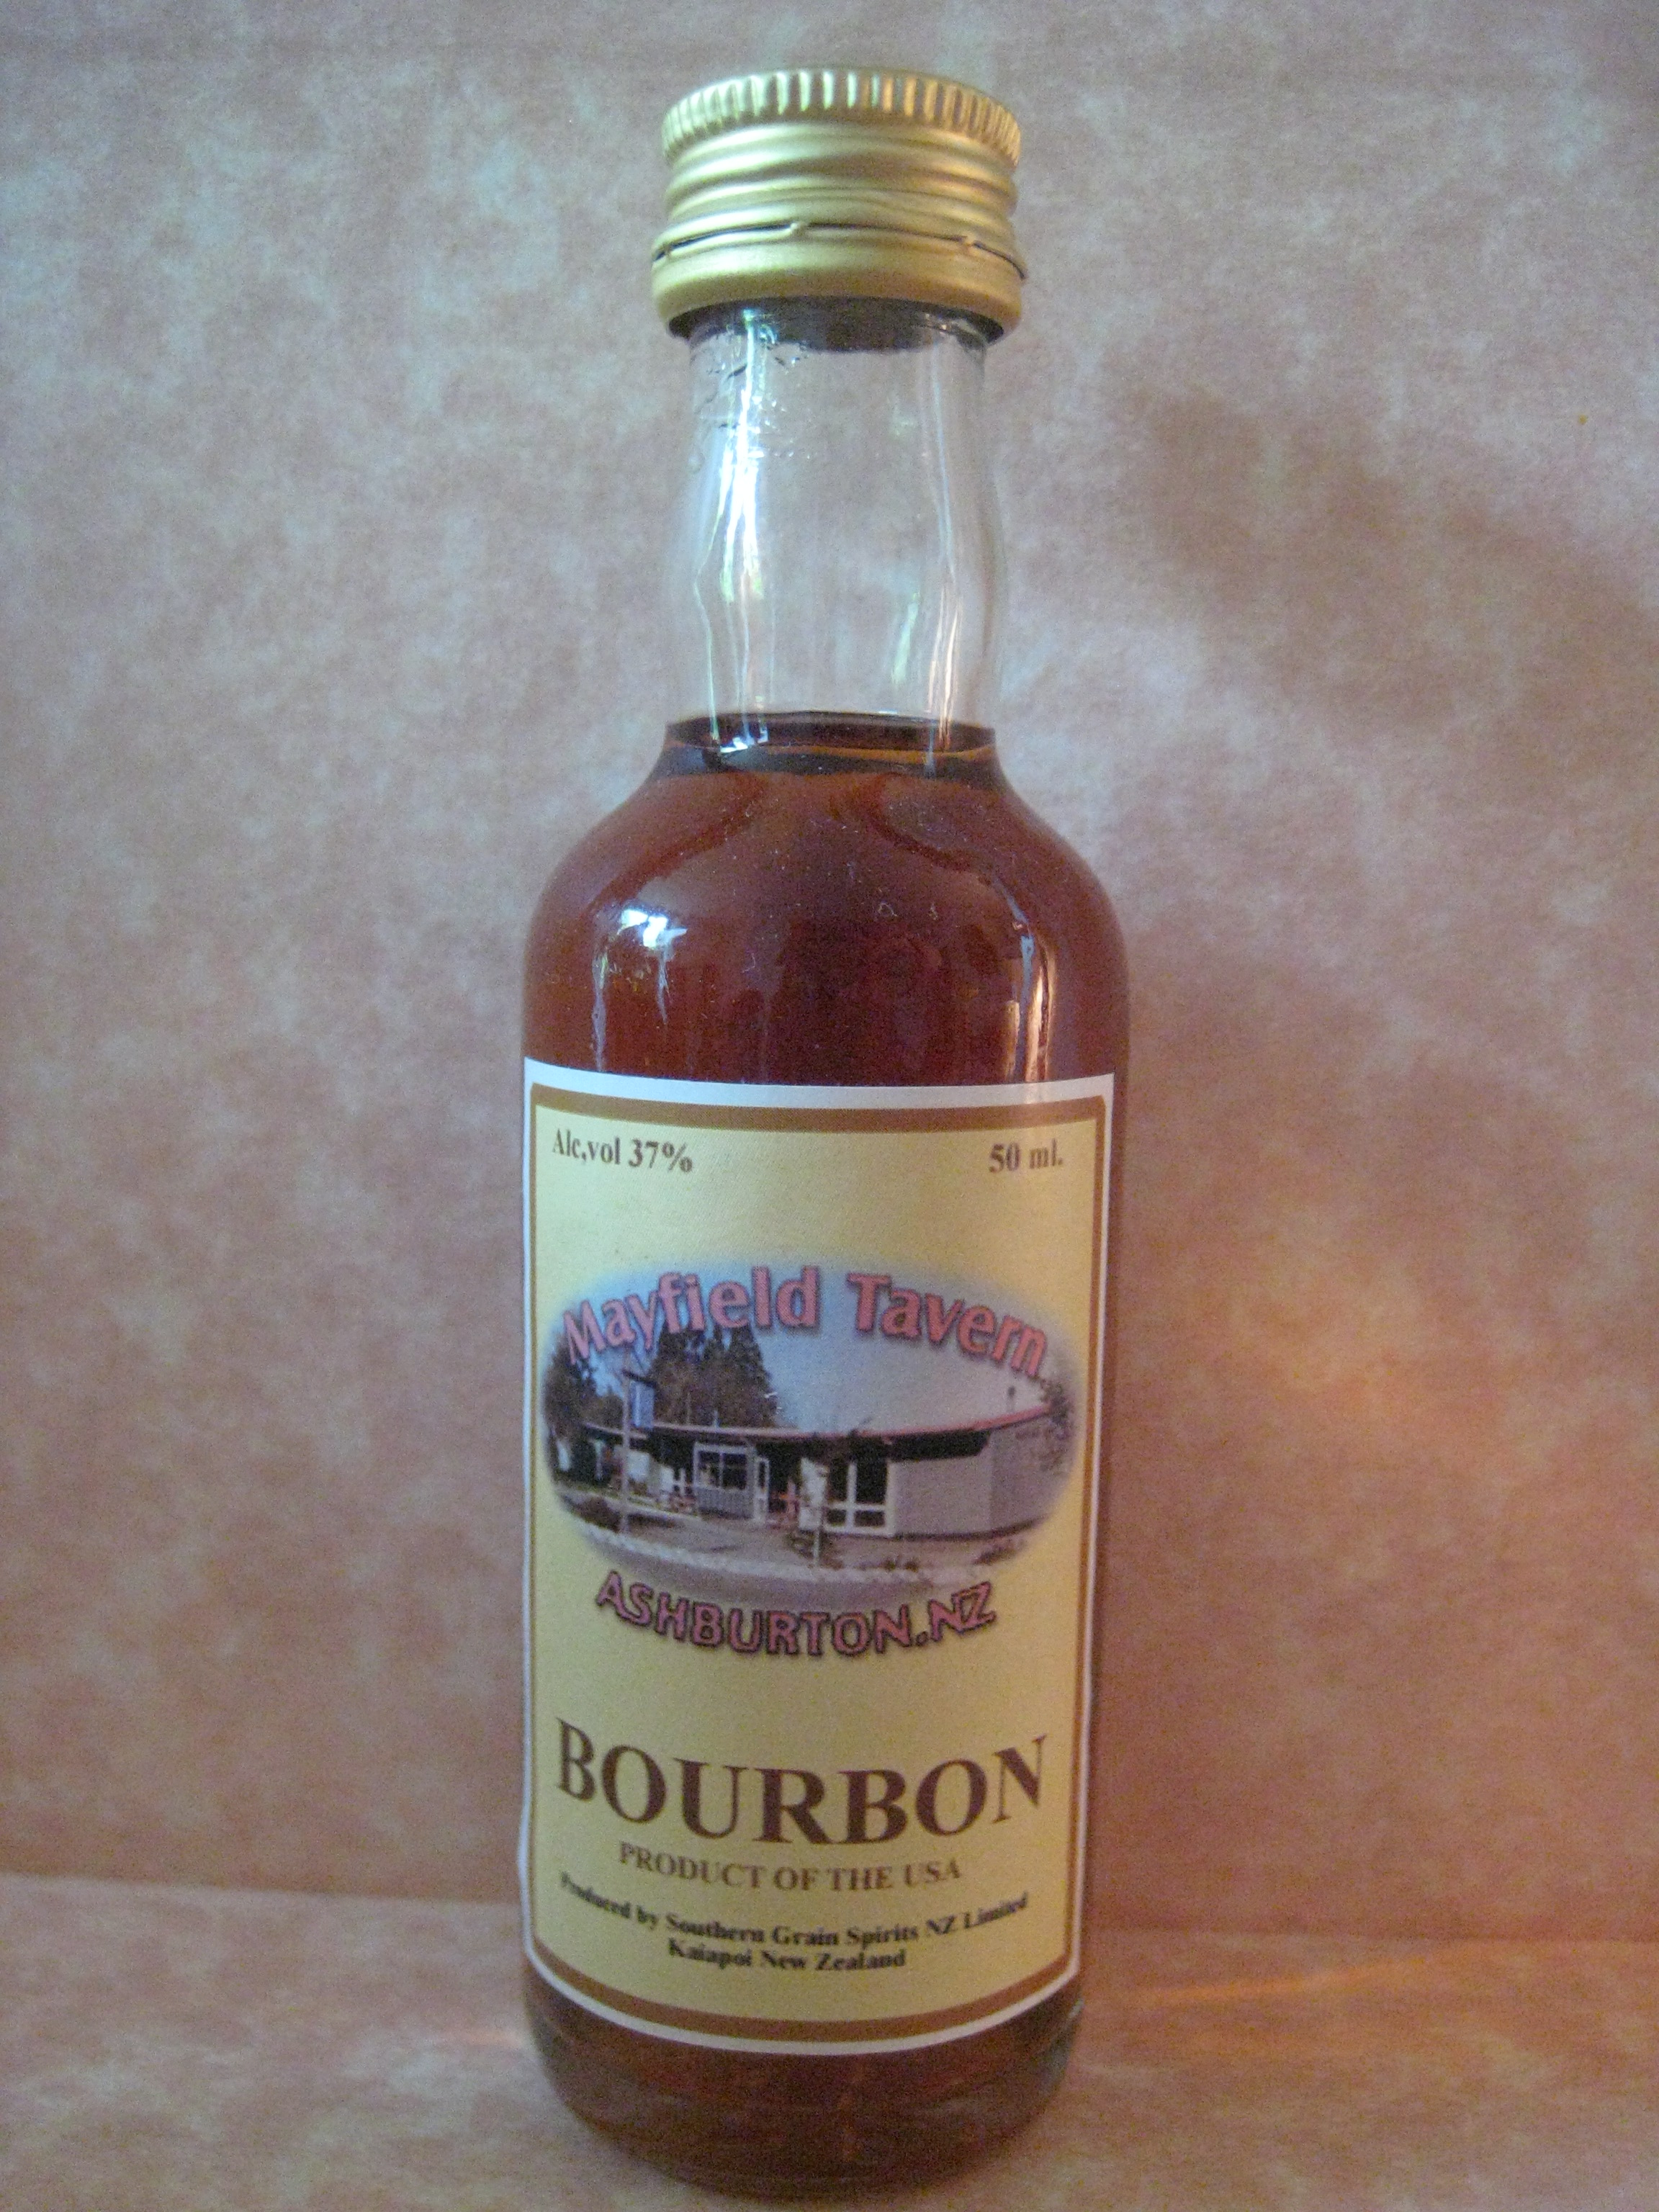 Alc,vol 37% 50 ml.
Mayfield Tavern
ASHBURTON.NZ
BOURBON
PRODUCT OF THE USA
Produced by Southern Grain Spirits NZ Limited
Kaiapoi New Zealand